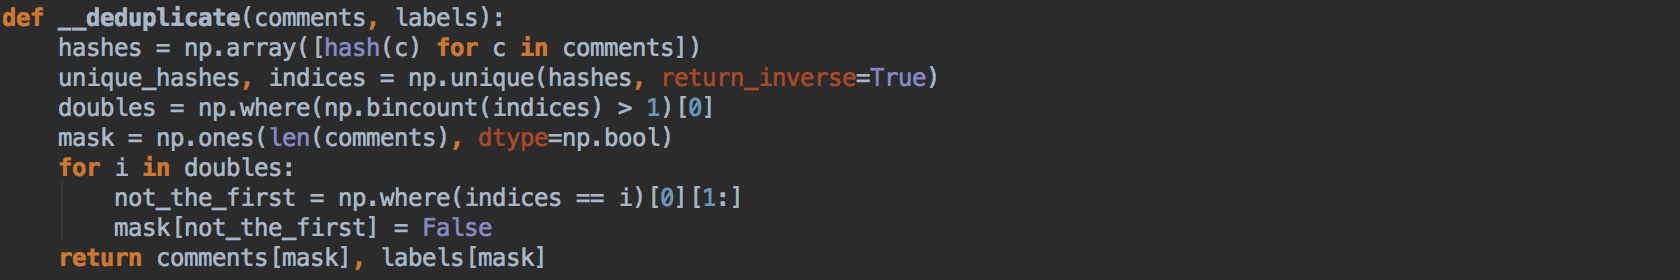 def __deduplicate(comments, labels):
    hashes = np.array([hash(c) for c in comments])
    unique_hashes, indices = np.unique(hashes, return_inverse=True)
    doubles = np.where(np.bincount(indices) > 1)[0]
    mask = np.ones(len(comments), dtype=np.bool)
    for i in doubles:
        not_the_first = np.where(indices == i)[0][1:]
        mask[not_the_first] = False
    return comments[mask], labels[mask]